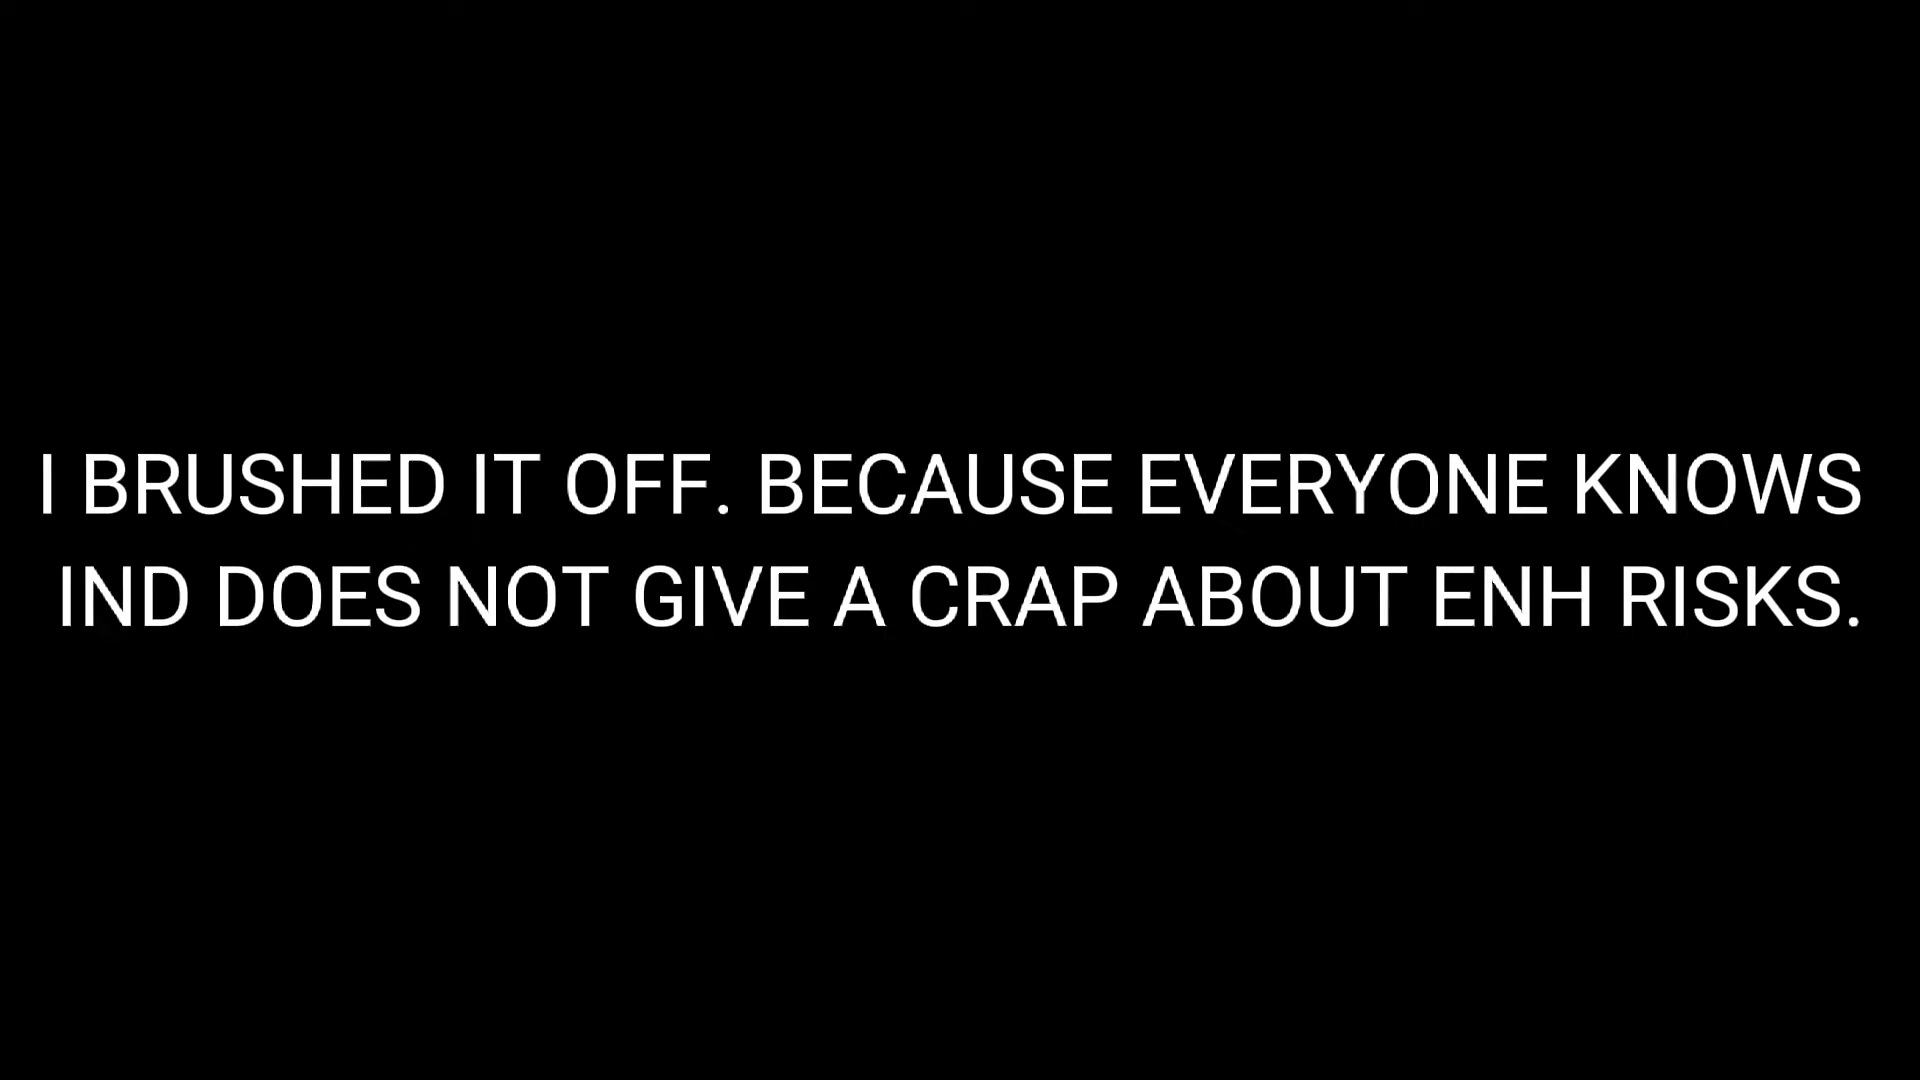 I BRUSHED IT OFF. BECAUSE EVERYONE KNOWS
IND DOES NOT GIVE A CRAP ABOUT ENH RISKS.